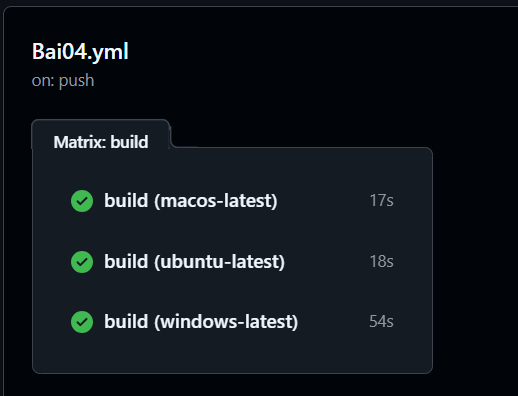 Bai04.yml
on: push
Matrix: build
build (macos-latest) 17s
build (ubuntu-latest) 18s
build (windows-latest) 54s